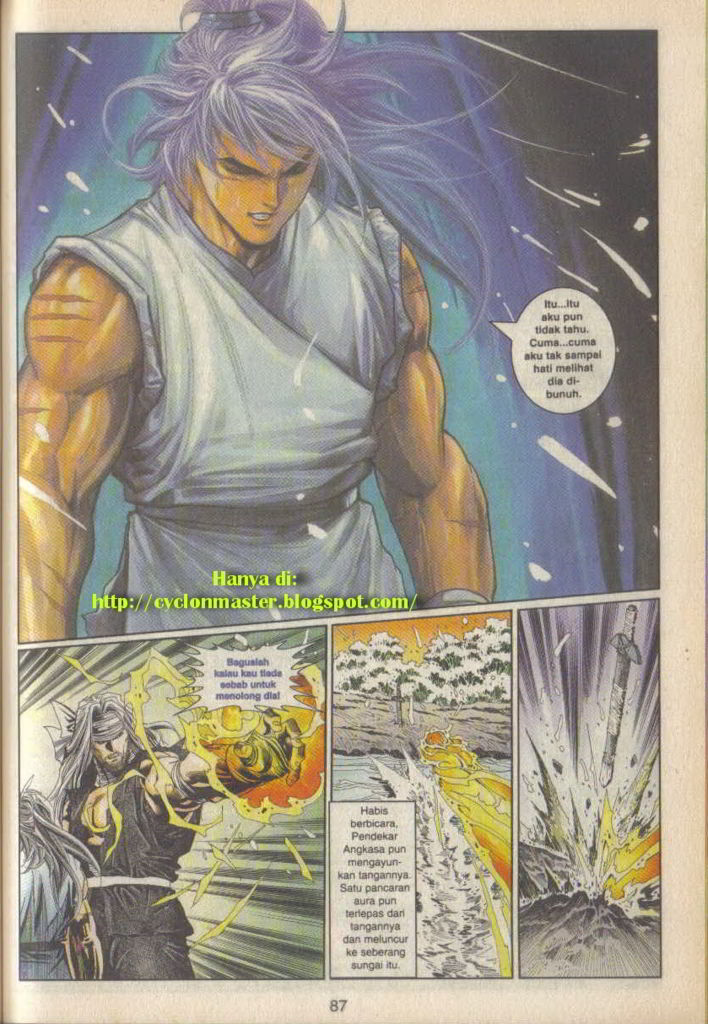 Itu...itu
aku pun
tidak tahu.
Cuma...cuma
aku tak sampai
hati melihat
dia di-
bunuh.
Hanya di:
http://cyclonmaster.blogspot.com/
Baguslah
kalau kau tiada
sebab untuk
menolong dia!
Habis
berbicara,
Pendekar
Angkasa pun
mengayun-
kan tangannya.
Satu pancaran
aura pun
terlepas dari
tangannya
dan meluncur
ke seberang
sungai itu.
87